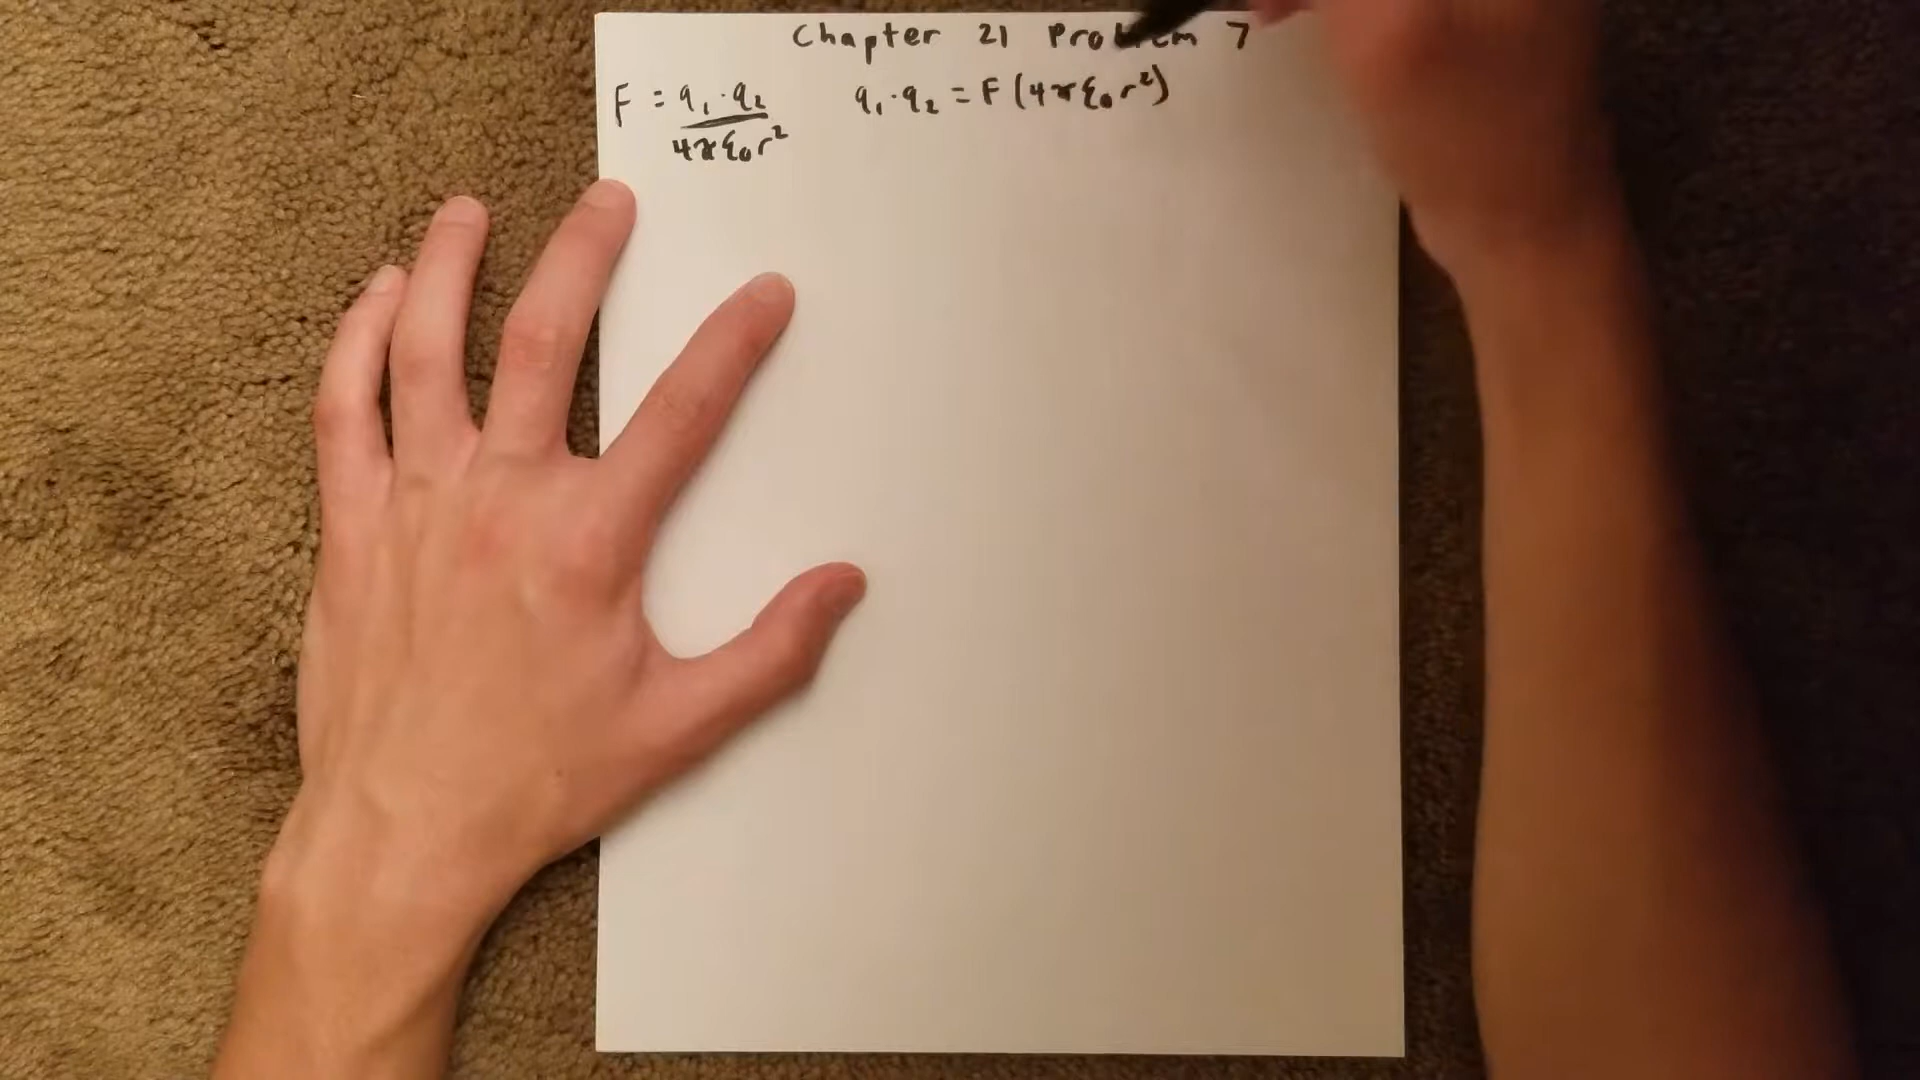 Chapter 21 Problem 7
F = q₁·q₂ / 4πε₀r² q₁·q₂ = F(4πε₀r²)